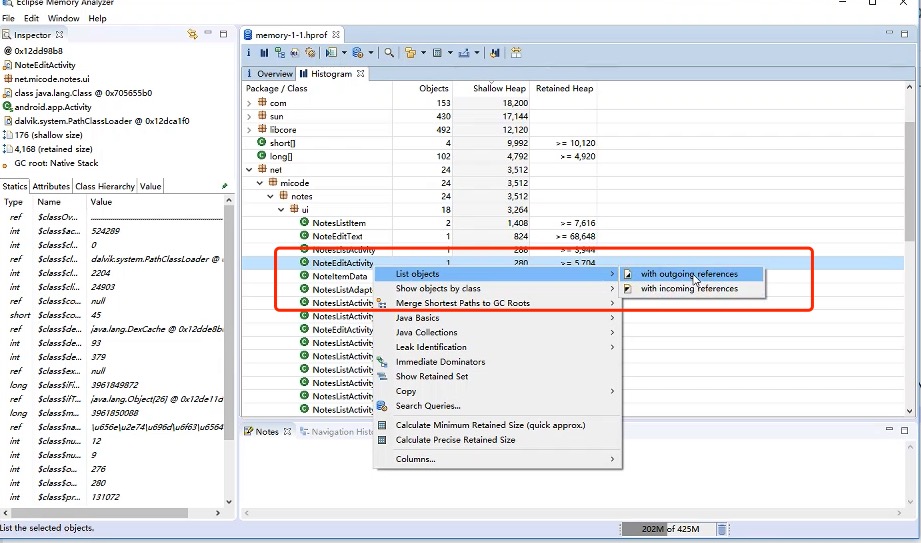 Eclipse Memory Analyzer
File Edit Window Help
Inspector
@ 0x12dd98b8
NoteEditActivity
net.micode.notes.ui
class java.lang.Class @ 0x705655b0
android.app.Activity
dalvik.system.PathClassLoader @ 0x12dca1f0
176 (shallow size)
4,168 (retained size)
GC root: Native Stack
Statics Attributes Class Hierarchy Value
Type Name Value
ref $classOv...
int $class$ac... 524289
int $class$cl... 0
ref $class$cl... dalvik.system.PathClassLoader @
int $class$cl... 2204
int $class$cl... 24903
ref $class$co... null
short $class$co... 45
ref $class$de... java.lang.DexCache @ 0x12dde8b
int $class$de... 93
int $class$de... 379
ref $class$ex... null
long $class$iFi... 3961849872
ref $class$ifT... java.lang.Object[26] @ 0x12de11d
long $class$m... 3961850088
ref $class$na... \u656e\u2e74\u696d\u6f63\u6564
int $class$nu... 12
int $class$nu... 9
int $class$o... 276
int $class$o... 280
int $class$pr... 131072
memory-1-1.hprof
Overview Histogram
Package / Class Objects Shallow Heap Retained Heap
com 153 18,200
sun 430 17,144
libcore 492 12,120
short[] 4 9,992 >= 10,120
long[] 102 4,792 >= 4,920
net 24 3,512
micode 24 3,512
notes 24 3,512
ui 18 3,264
NotesListItem 2 1,408 >= 7,616
NoteEditText 1 824 >= 68,648
NotesListActivity 1 288 >= 3,944
NoteEditActivity 1 280 >= 5,704
NoteItemData
NotesListAdapt
NotesListActivity
NotesListActivity
NoteEditActivity
NotesListActivity
NotesListActivity
NotesListActivity
NotesListActivity
NotesListActivity
NotesListActivity
List objects
Show objects by class
Merge Shortest Paths to GC Roots
Java Basics
Java Collections
Leak Identification
Immediate Dominators
Show Retained Set
Copy
Search Queries...
Calculate Minimum Retained Size (quick approx.)
Calculate Precise Retained Size
Columns...
with outgoing references
with incoming references
Notes Navigation Histo
List the selected objects.
202M of 425M